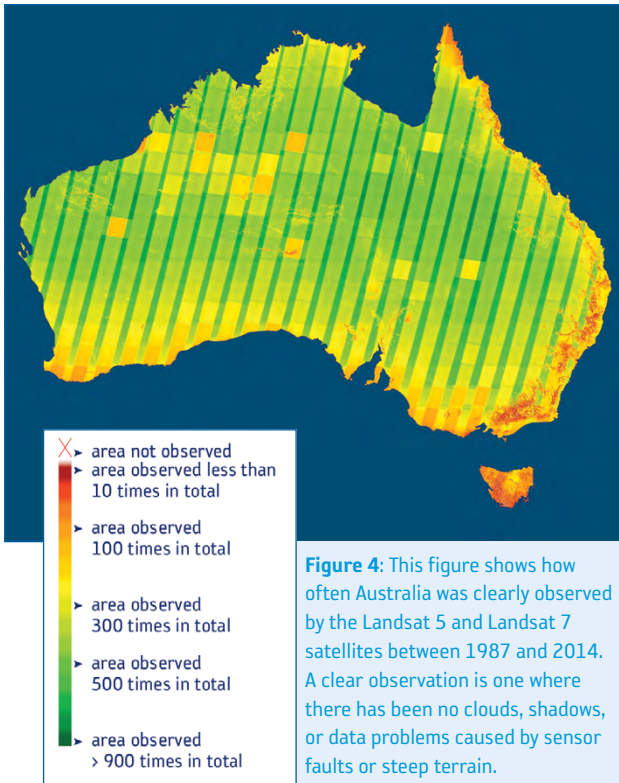 area not observed
area observed less than
10 times in total
area observed
100 times in total
area observed
300 times in total
area observed
500 times in total
area observed
> 900 times in total
Figure 4: This figure shows how
often Australia was clearly observed
by the Landsat 5 and Landsat 7
satellites between 1987 and 2014.
A clear observation is one where
there has been no clouds, shadows,
or data problems caused by sensor
faults or steep terrain.